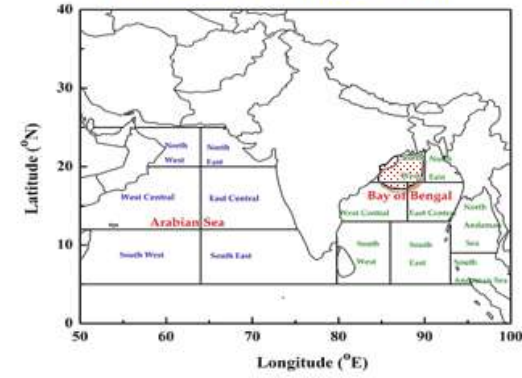 40
30
20
10
0
Latitude (°N)
North
West
North
East
West Central
East Central
Arabian Sea
South West
South East
North
West
North
East
Bay of Bengal
West Central
East Central
North
Andaman
Sea
South
West
South
East
South
Andaman Sea
50
60
70
80
90
100
Longitude (°E)